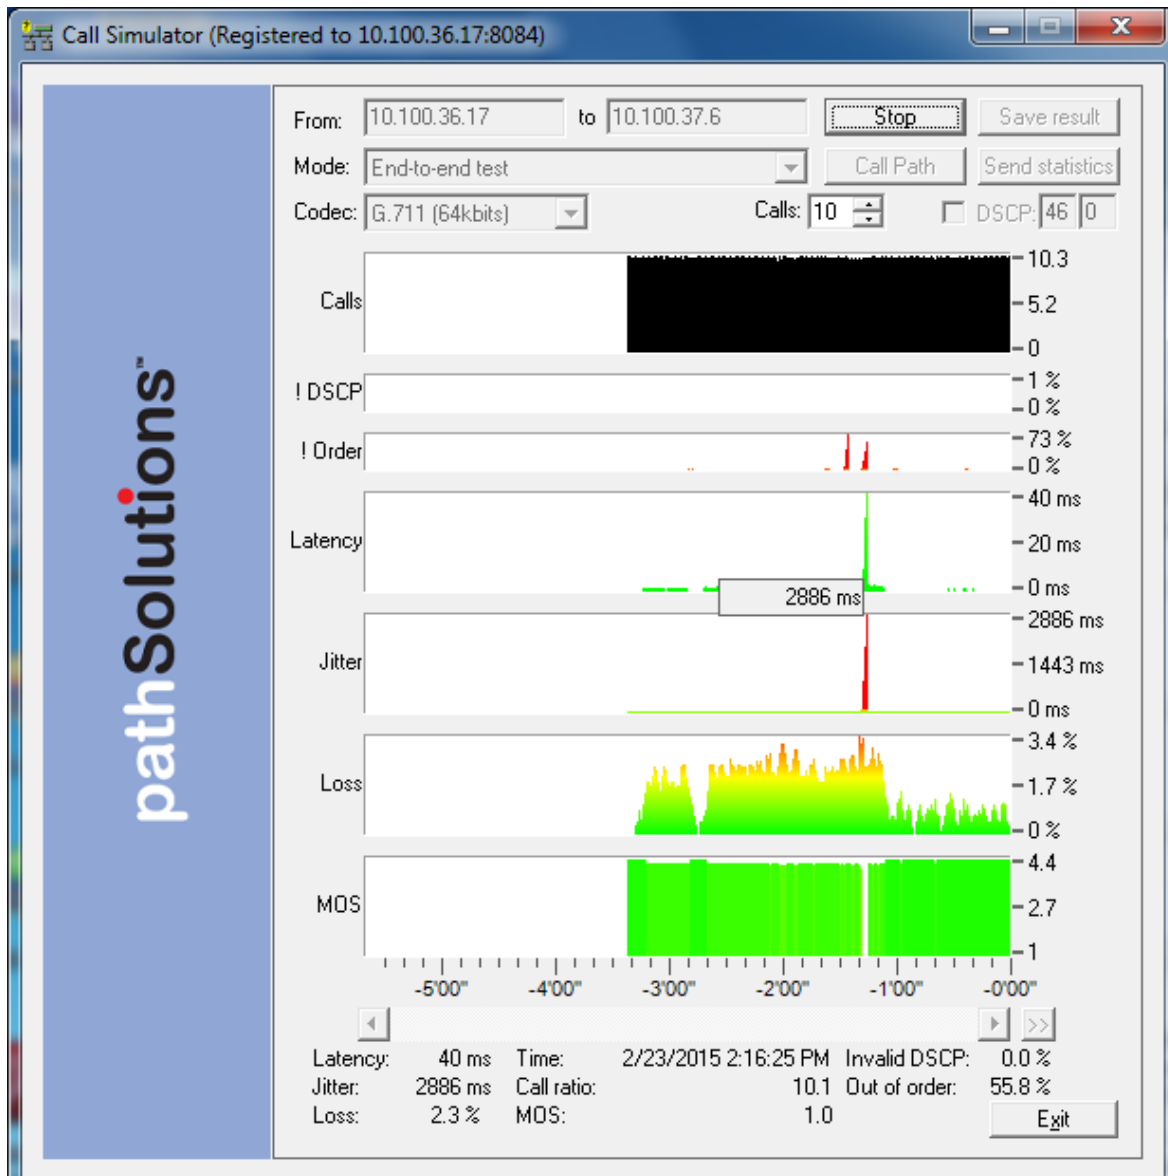 Call Simulator (Registered to 10.100.36.17:8084)
pathSolutions™
From: 10.100.36.17 to 10.100.37.6 Stop Save result
Mode: End-to-end test Call Path Send statistics
Codec: G.711 (64kbits) Calls: 10 DSCP: 46 0
Calls
10.3
5.2
0
! DSCP
1 %
0 %
! Order
73 %
0 %
Latency
40 ms
20 ms
0 ms
2886 ms
Jitter
2886 ms
1443 ms
0 ms
Loss
3.4 %
1.7 %
0 %
MOS
4.4
2.7
1
-5'00" -4'00" -3'00" -2'00" -1'00" -0'00"
>>
Latency: 40 ms Time: 2/23/2015 2:16:25 PM Invalid DSCP: 0.0 %
Jitter: 2886 ms Call ratio: 10.1 Out of order: 55.8 %
Loss: 2.3 % MOS: 1.0
Exit